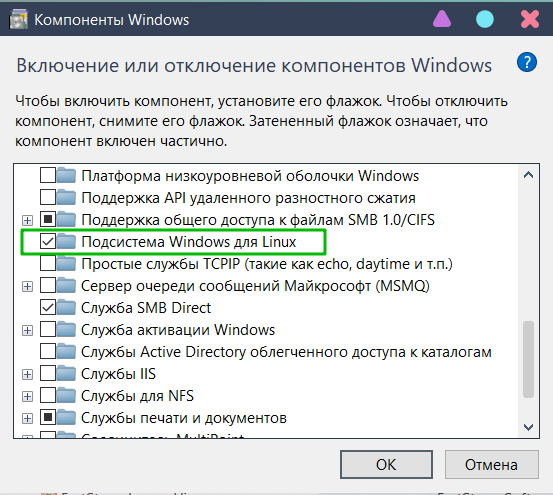 Компоненты Windows
Включение или отключение компонентов Windows
?
Чтобы включить компонент, установите его флажок. Чтобы отключить
компонент, снимите его флажок. Затененный флажок означает, что
компонент включен частично.
Платформа низкоуровневой оболочки Windows
Поддержка API удаленного разностного сжатия
Поддержка общего доступа к файлам SMB 1.0/CIFS
Подсистема Windows для Linux
Простые службы TCPIP (такие как echo, daytime и т.п.)
Сервер очереди сообщений Майкрософт (MSMQ)
Служба SMB Direct
Служба активации Windows
Службы Active Directory облегченного доступа к каталогам
Службы IIS
Службы для NFS
Службы печати и документов
Соединитель MultiPoint
OK
Отмена